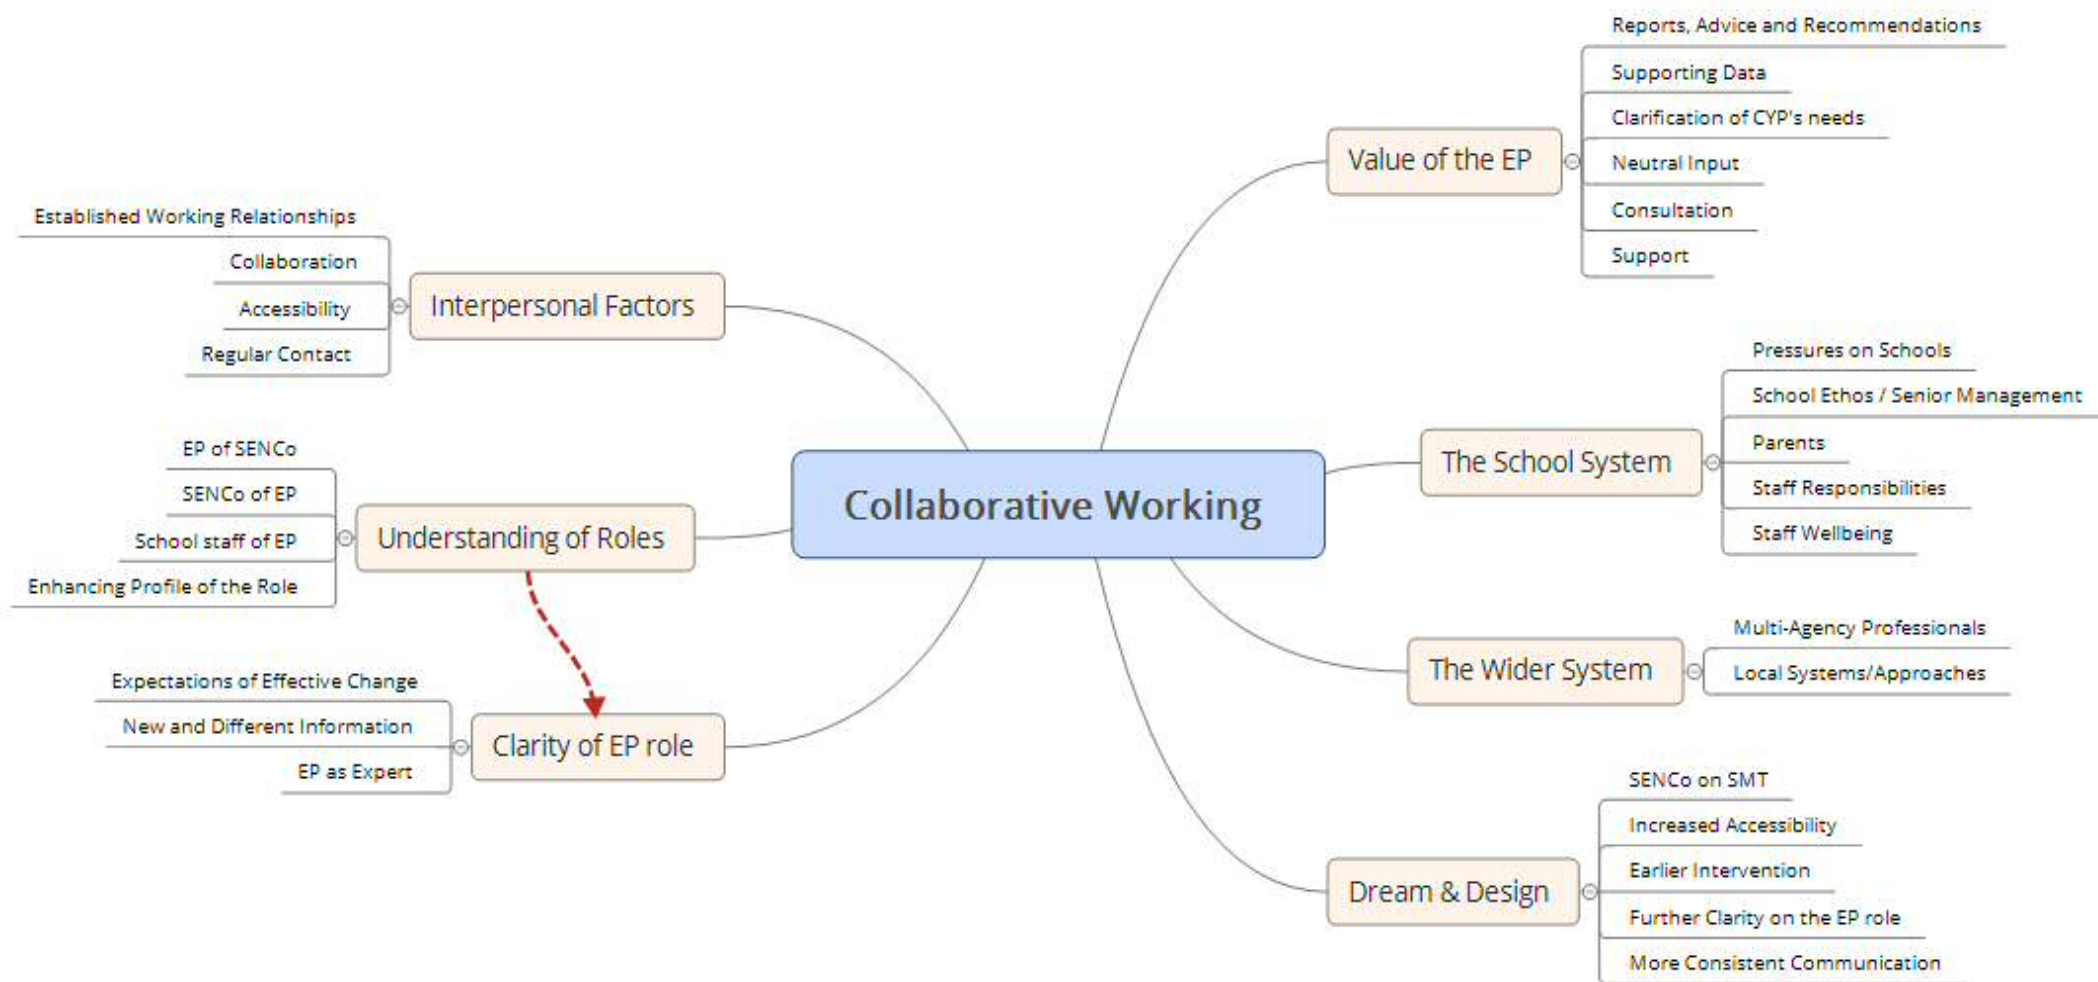 Collaborative Working
Interpersonal Factors
Established Working Relationships
Collaboration
Accessibility
Regular Contact
Understanding of Roles
EP of SENCo
SENCo of EP
School staff of EP
Enhancing Profile of the Role
Clarity of EP role
Expectations of Effective Change
New and Different Information
EP as Expert
Value of the EP
Reports, Advice and Recommendations
Supporting Data
Clarification of CYP's needs
Neutral Input
Consultation
Support
The School System
Pressures on Schools
School Ethos / Senior Management
Parents
Staff Responsibilities
Staff Wellbeing
The Wider System
Multi-Agency Professionals
Local Systems/Approaches
Dream & Design
SENCo on SMT
Increased Accessibility
Earlier Intervention
Further Clarity on the EP role
More Consistent Communication